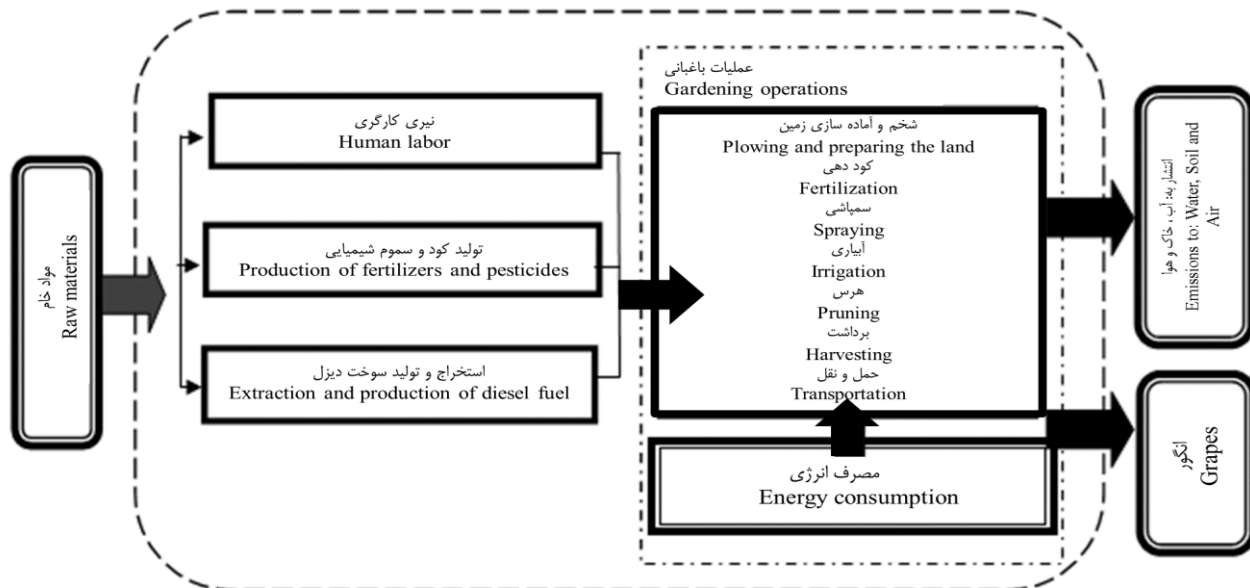 مواد خام
Raw materials
نیری کارگری
Human labor
تولید کود و سموم شیمیایی
Production of fertilizers and pesticides
استخراج و تولید سوخت دیزل
Extraction and production of diesel fuel
عملیات باغبانی
Gardening operations
شخم و آماده سازی زمین
Plowing and preparing the land
کود دهی
Fertilization
سمپاشی
Spraying
آبیاری
Irrigation
هرس
Pruning
برداشت
Harvesting
حمل و نقل
Transportation
مصرف انرژی
Energy consumption
انتشار به: آب ، خاک و هوا
Emissions to: Water, Soil and
Air
انگور
Grapes